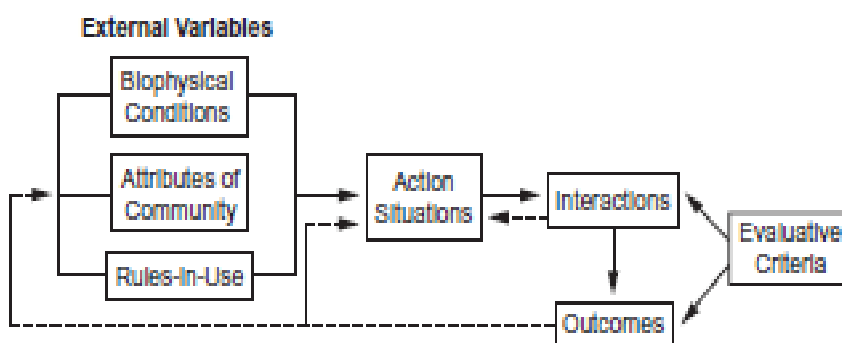 External Variables
Biophysical
Conditions
Attributes of
Community
Rules-in-Use
Action
Situations
Interactions
Outcomes
Evaluative
Criteria